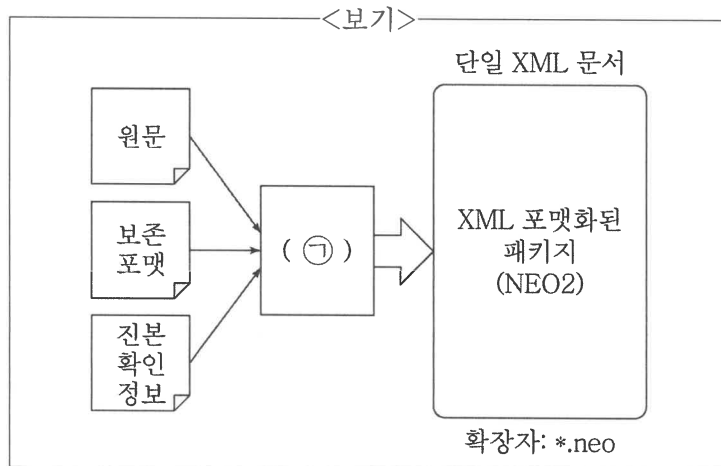 <보기>
단일 XML 문서
원문
보존
포맷
진본
확인
정보
( ㉠ )
XML 포맷화된
패키지
(NEO2)
확장자: *.neo